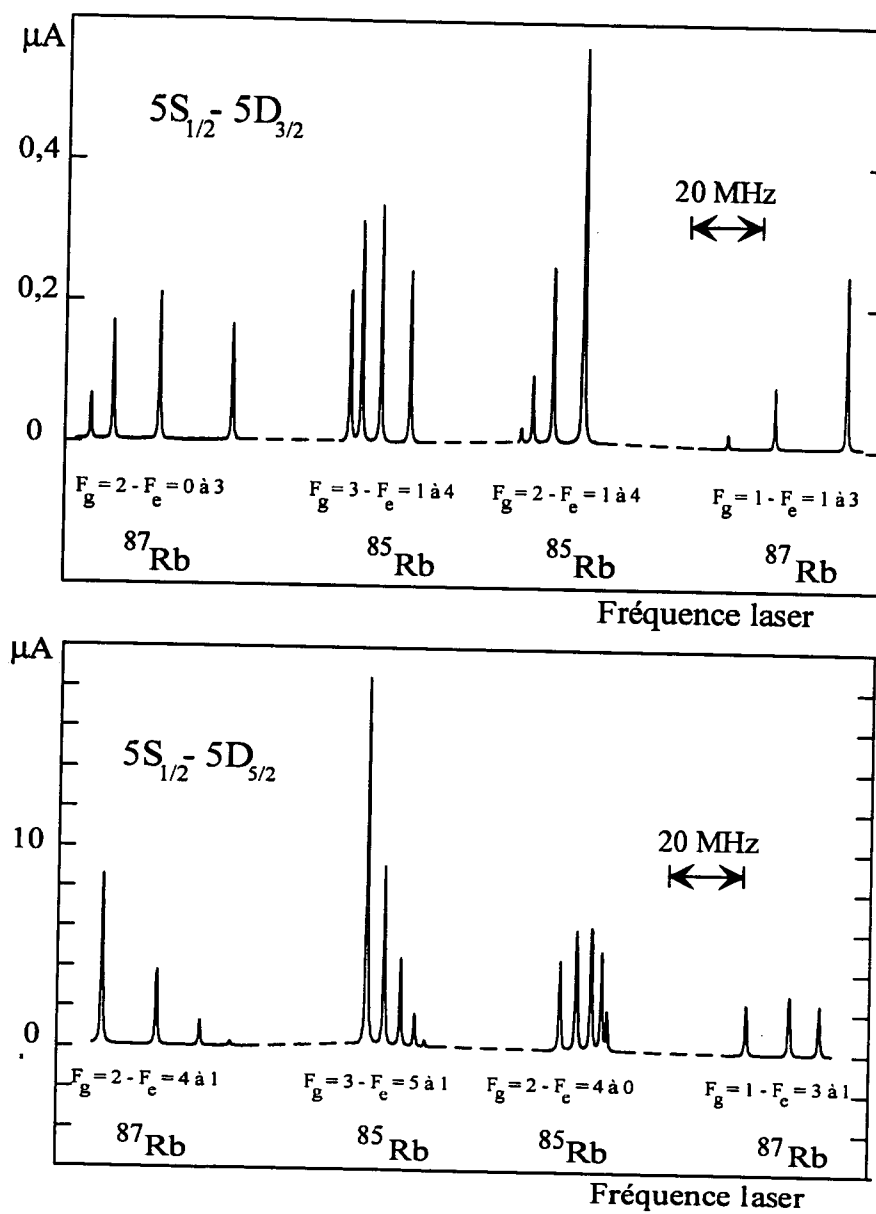 μA
5S1/2- 5D3/2
0,4
20 MHz
0,2
0
Fg = 2 - Fe = 0 à 3
Fg = 3 - Fe = 1 à 4
Fg = 2 - Fe = 1 à 4
Fg = 1 - Fe = 1 à 3
87Rb
85Rb
85Rb
87Rb
Fréquence laser
μA
5S1/2- 5D5/2
10
20 MHz
0
Fg = 2 - Fe = 4 à 1
Fg = 3 - Fe = 5 à 1
Fg = 2 - Fe = 4 à 0
Fg = 1 - Fe = 3 à 1
87Rb
85Rb
85Rb
87Rb
Fréquence laser